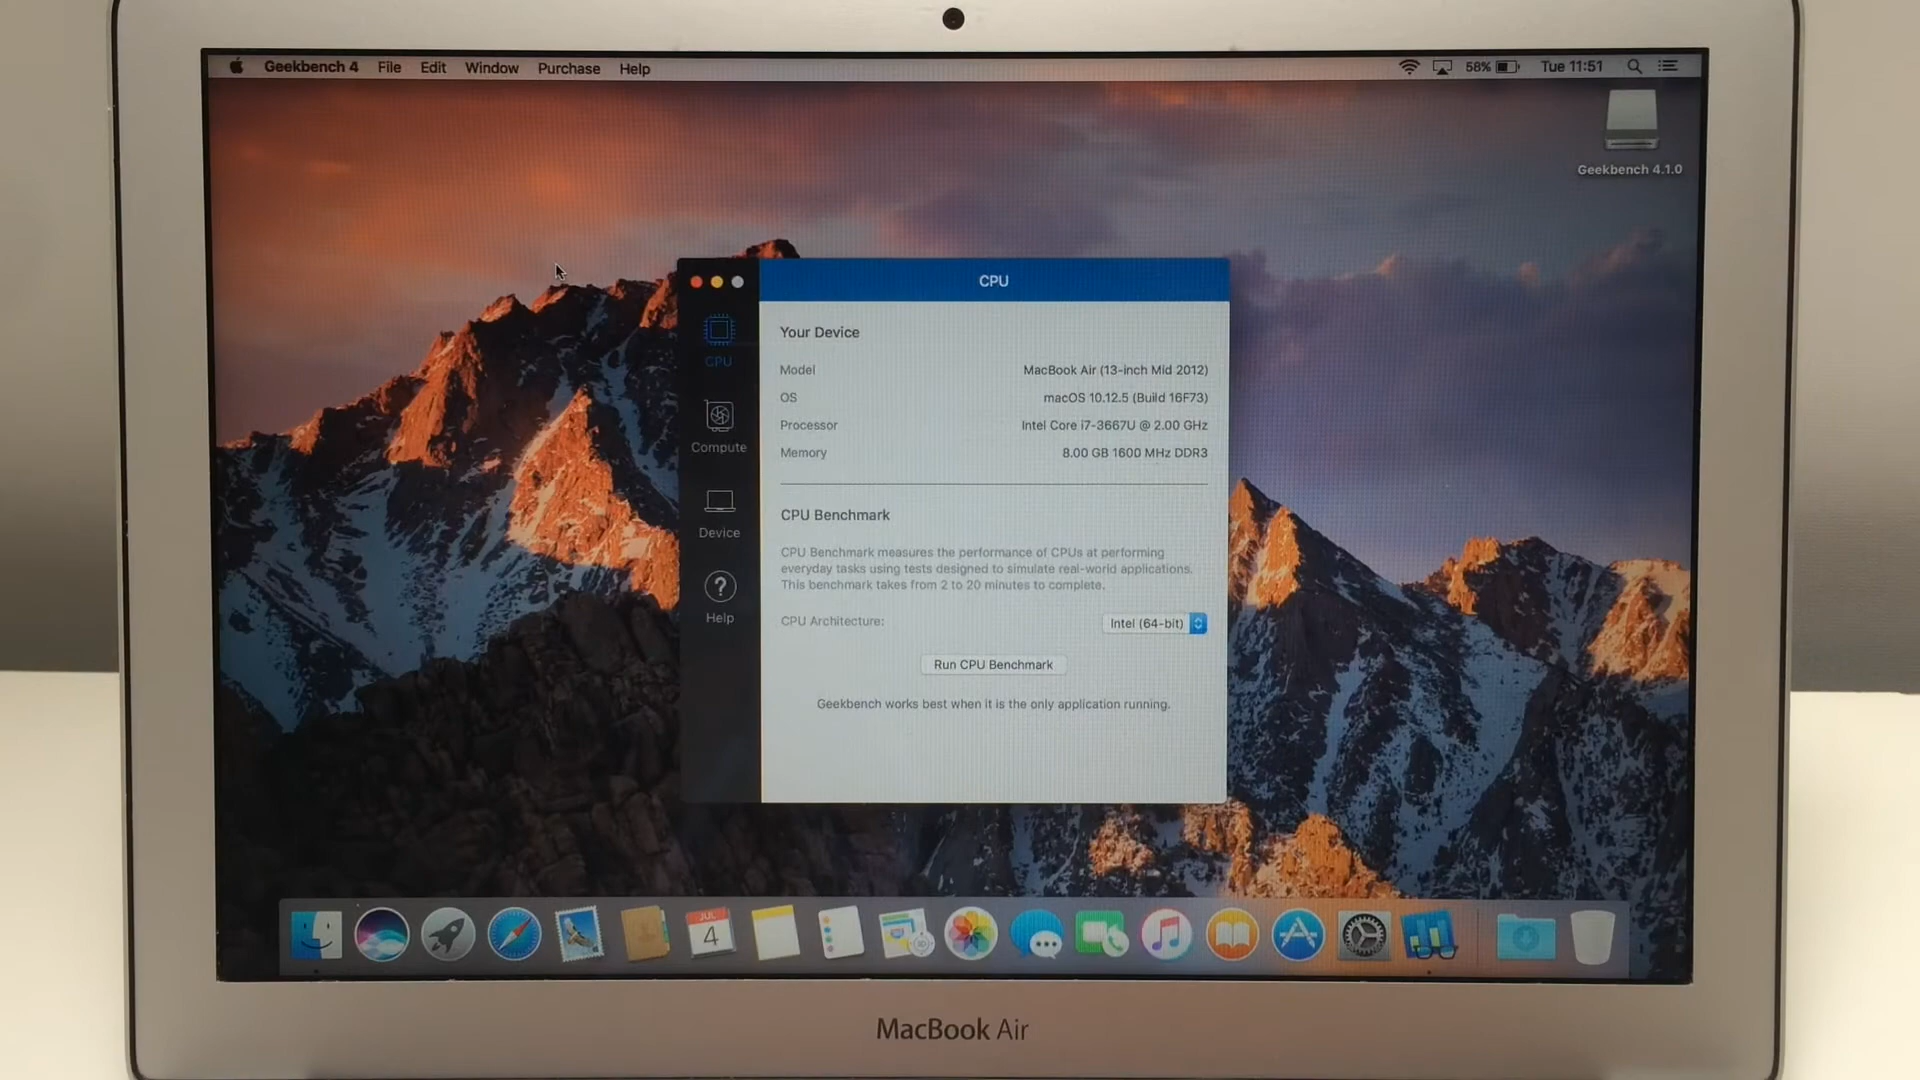 Geekbench 4 File Edit Window Purchase Help 58% Tue 11:51
Geekbench 4.1.0
CPU
CPU
Compute
Device
?
Help
Your Device
Model MacBook Air (13-inch Mid 2012)
OS macOS 10.12.5 (Build 16F73)
Processor Intel Core i7-3667U @ 2.00 GHz
Memory 8.00 GB 1600 MHz DDR3
CPU Benchmark
CPU Benchmark measures the performance of CPUs at performing
everyday tasks using tests designed to simulate real-world applications.
This benchmark takes from 2 to 20 minutes to complete.
CPU Architecture: Intel (64-bit)
Run CPU Benchmark
Geekbench works best when it is the only application running.
JUL
4
MacBook Air